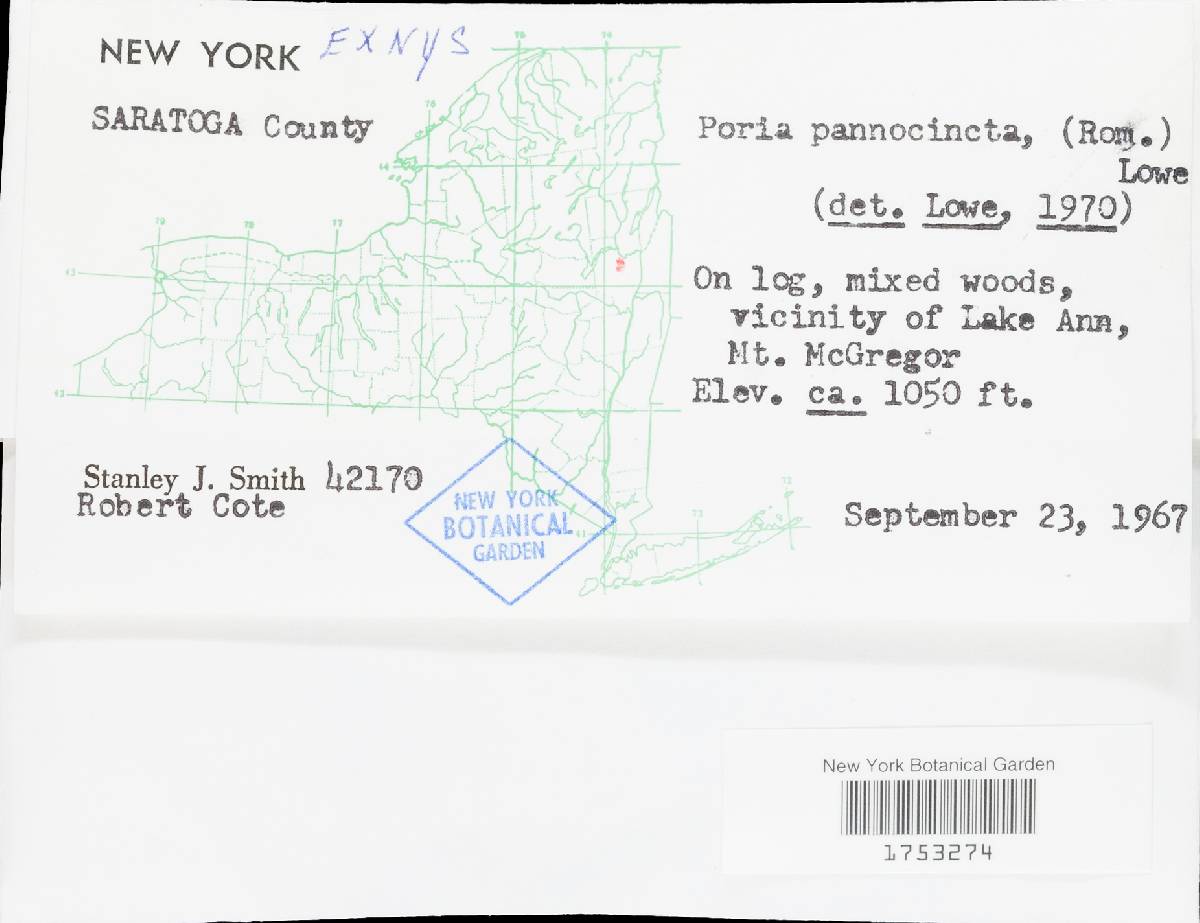 NEW YORK EX NYS
SARATOGA County
Poria pannocincta, (Rom.)
Lowe
(det. Lowe, 1970)
On log, mixed woods,
vicinity of Lake Ann,
Mt. McGregor
Elev. ca. 1050 ft.
Stanley J. Smith 42170
Robert Cote
September 23, 1967
NEW YORK
BOTANICAL
GARDEN
New York Botanical Garden
1753274